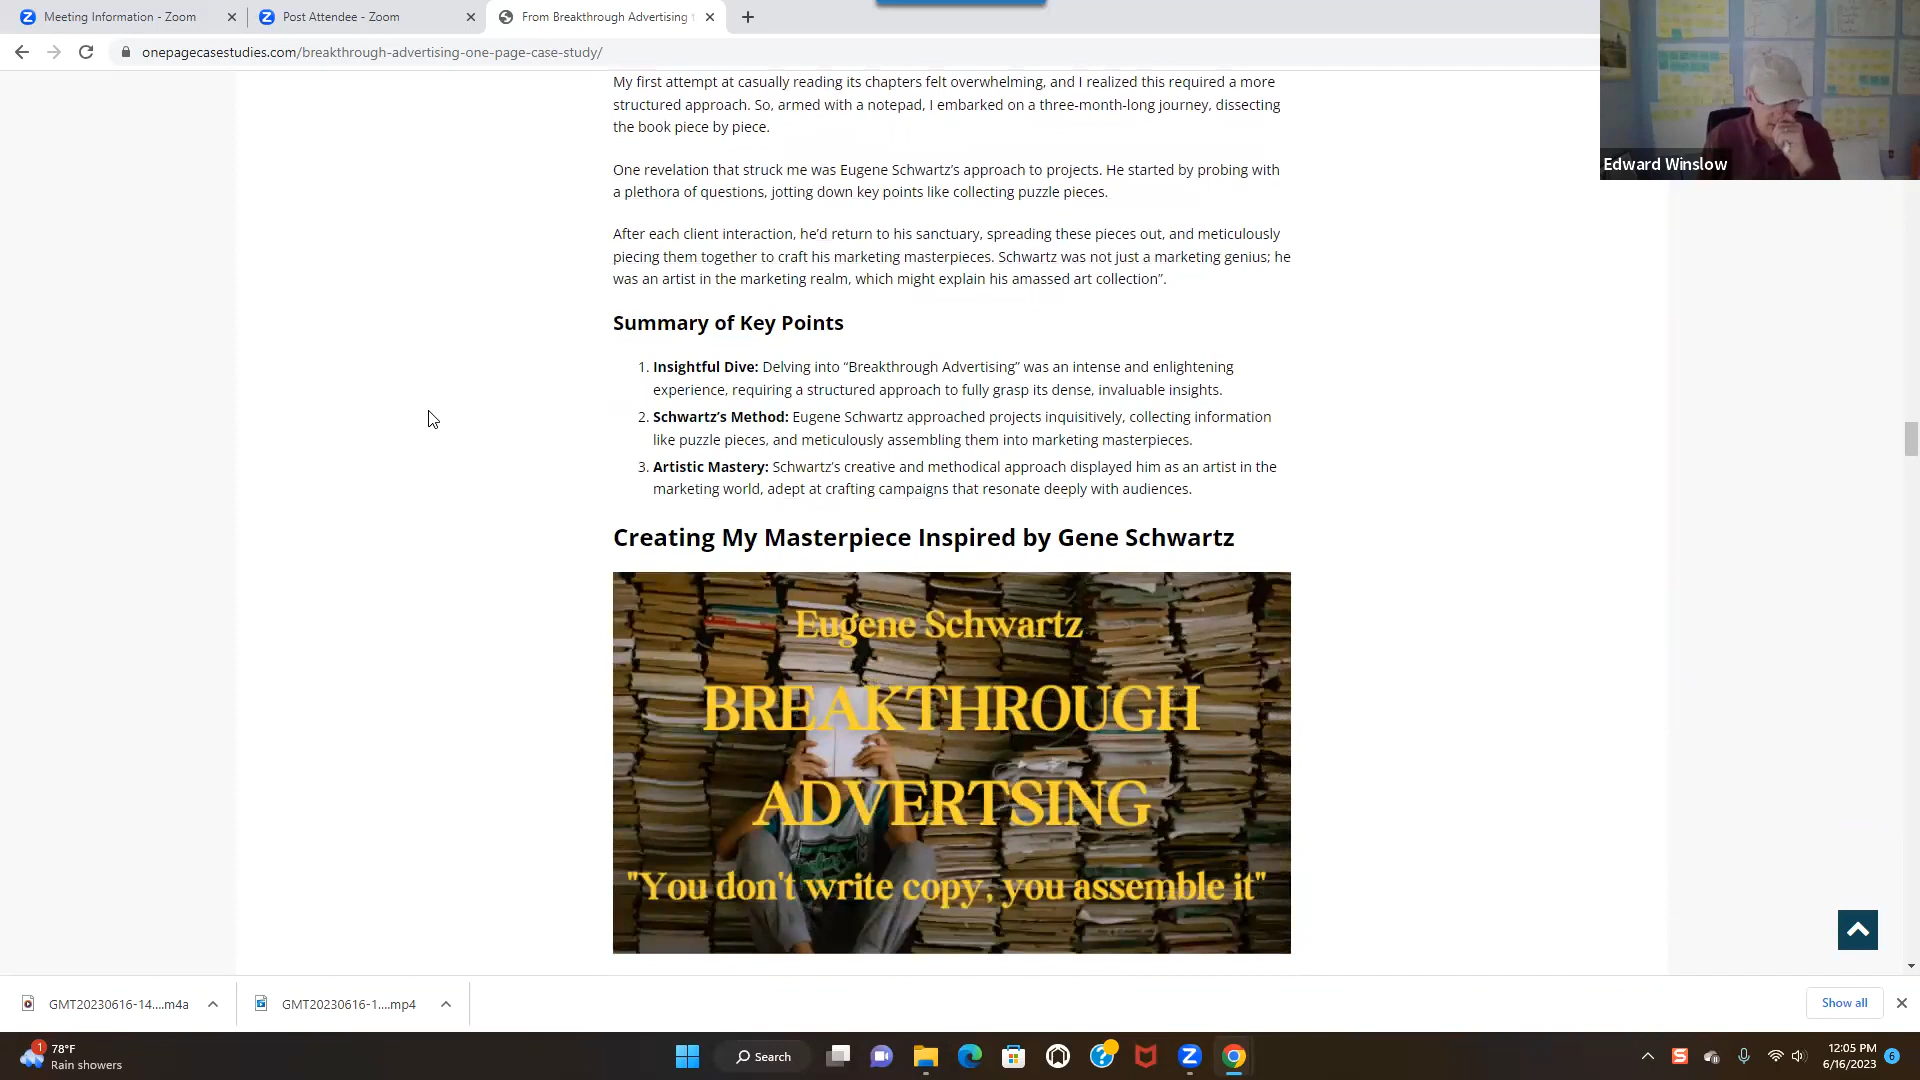 Meeting Information - Zoom
Post Attendee - Zoom
From Breakthrough Advertising
onepagecasestudies.com/breakthrough-advertising-one-page-case-study/
Edward Winslow
My first attempt at casually reading its chapters felt overwhelming, and I realized this required a more
structured approach. So, armed with a notepad, I embarked on a three-month-long journey, dissecting
the book piece by piece.
One revelation that struck me was Eugene Schwartz’s approach to projects. He started by probing with
a plethora of questions, jotting down key points like collecting puzzle pieces.
After each client interaction, he’d return to his sanctuary, spreading these pieces out, and meticulously
piecing them together to craft his marketing masterpieces. Schwartz was not just a marketing genius; he
was an artist in the marketing realm, which might explain his amassed art collection”.
Summary of Key Points
1. Insightful Dive: Delving into “Breakthrough Advertising” was an intense and enlightening
experience, requiring a structured approach to fully grasp its dense, invaluable insights.
2. Schwartz’s Method: Eugene Schwartz approached projects inquisitively, collecting information
like puzzle pieces, and meticulously assembling them into marketing masterpieces.
3. Artistic Mastery: Schwartz’s creative and methodical approach displayed him as an artist in the
marketing world, adept at crafting campaigns that resonate deeply with audiences.
Creating My Masterpiece Inspired by Gene Schwartz
Eugene Schwartz
BREAKTHROUGH
ADVERTSING
"You don't write copy, you assemble it"
GMT20230616-14....m4a
GMT20230616-1....mp4
Show all
1
78°F
Rain showers
Search
12:05 PM
6/16/2023
6